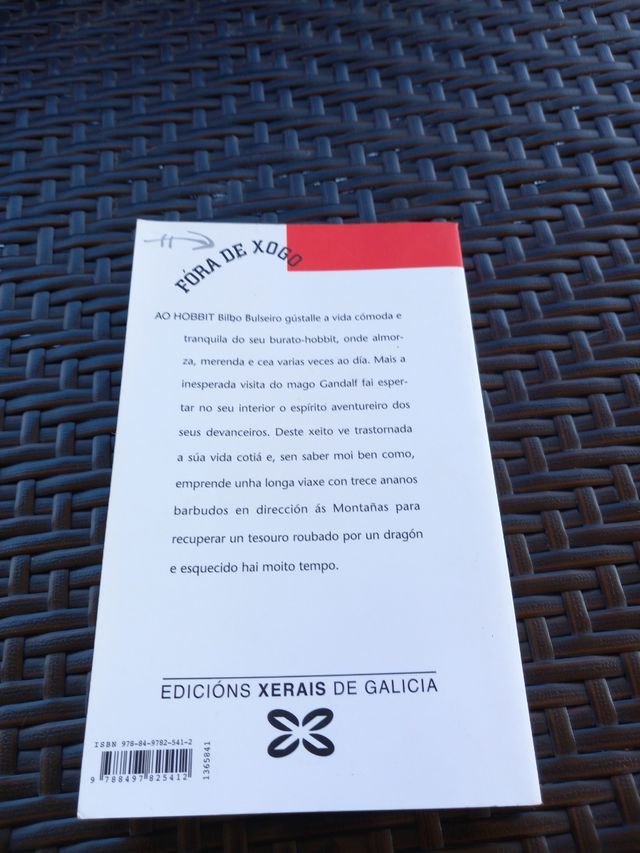 FÓRA DE XOGO
AO HOBBIT Bilbo Bulseiro gústalle a vida cómoda e
tranquila do seu burato-hobbit, onde almor-
za, merenda e cea varias veces ao día. Mais a
inesperada visita do mago Gandalf fai esper-
tar no seu interior o espírito aventureiro dos
seus devanceiros. Deste xeito ve trastornada
a súa vida cotiá e, sen saber moi ben como,
emprende unha longa viaxe con trece ananos
barbudos en dirección ás Montañas para
recuperar un tesouro roubado por un dragón
e esquecido hai moito tempo.
EDICIÓNS XERAIS DE GALICIA
ISBN 978-84-9782-541-2
9 788497 825412
1365841